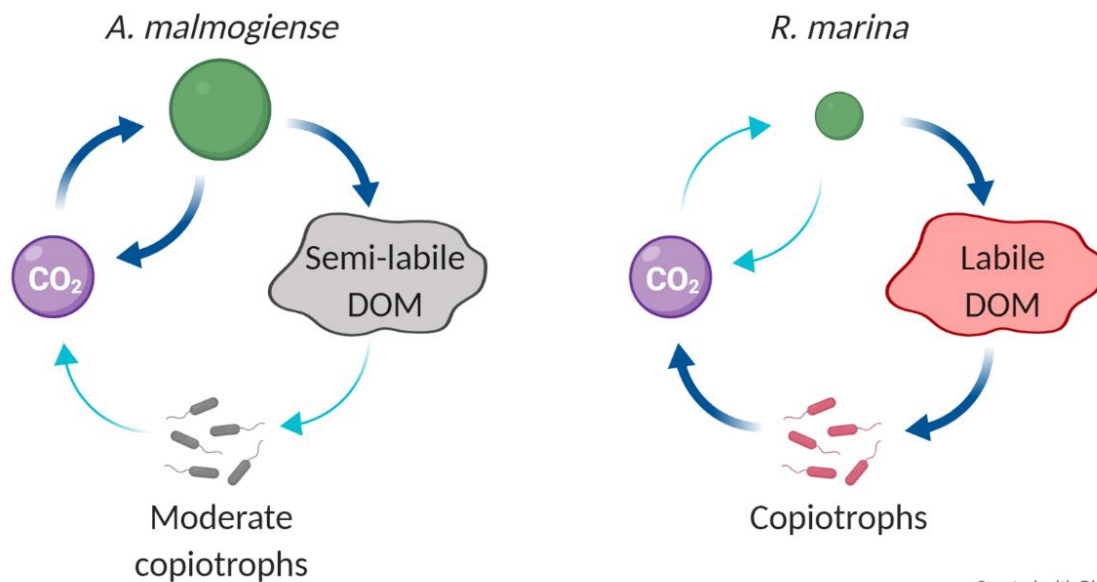 A. malmogiense
R. marina
CO₂
Semi-labile
DOM
CO₂
Labile
DOM
Moderate
copiotrophs
Copiotrophs